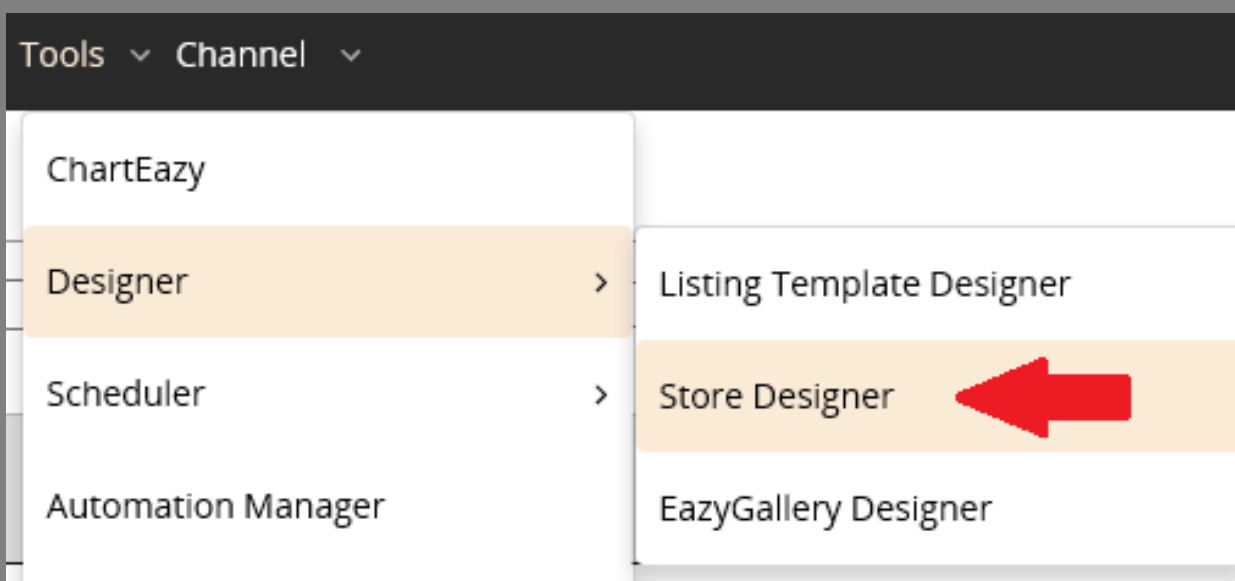 Tools Channel
ChartEazy
Designer
Listing Template Designer
Scheduler
Store Designer
Automation Manager
EazyGallery Designer